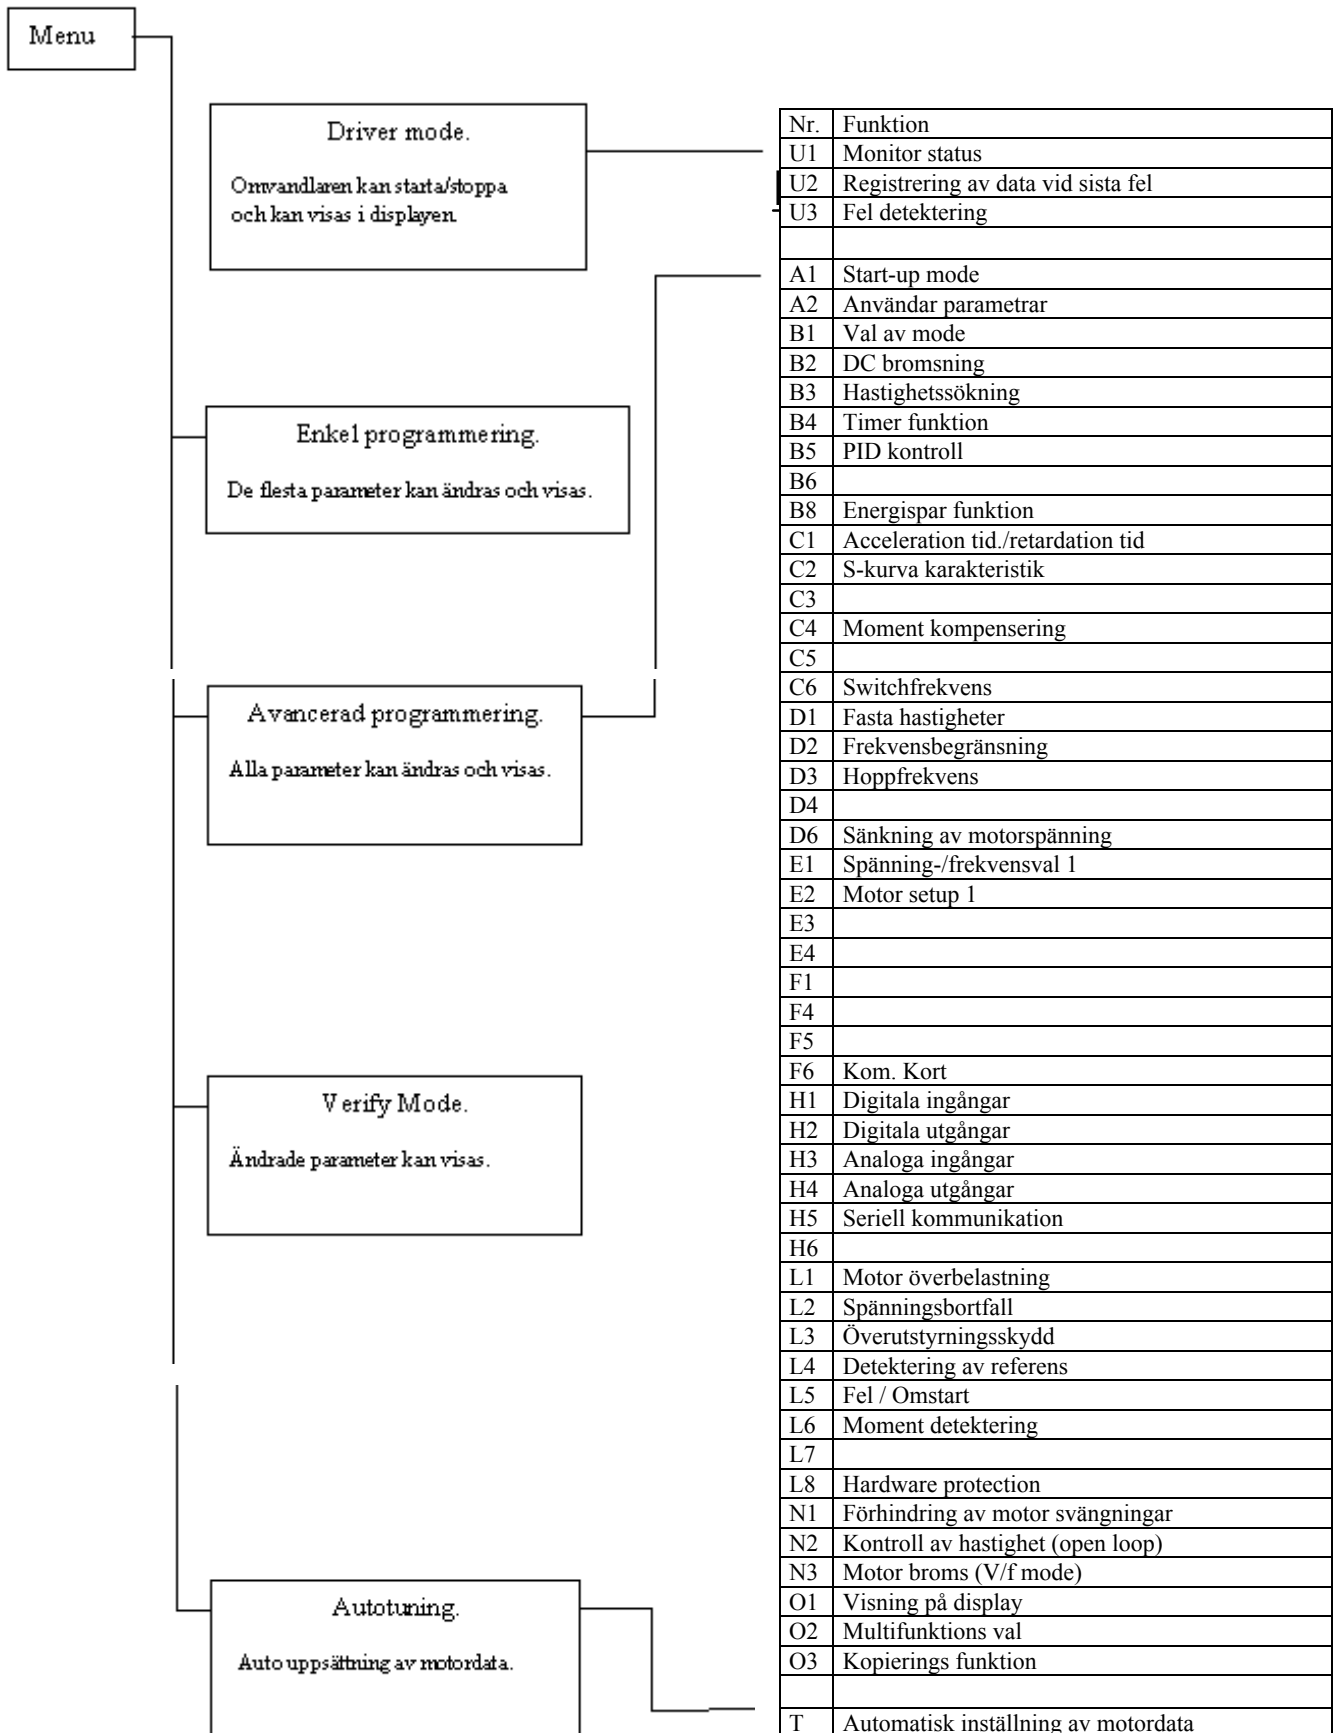 Menu
Driver mode.
Omvandlaren kan starta/stoppa
och kan visas i displayen.
Enkel programmering.
De flesta parameter kan ändras och visas.
Avancerad programmering.
Alla parameter kan ändras och visas.
Verify Mode.
Ändrade parameter kan visas.
Autotuning.
Auto uppsättning av motordata.
Nr. Funktion
U1 Monitor status
U2 Registrering av data vid sista fel
U3 Fel detektering
A1 Start-up mode
A2 Användar parametrar
B1 Val av mode
B2 DC bromsning
B3 Hastighetssökning
B4 Timer funktion
B5 PID kontroll
B6
B8 Energispar funktion
C1 Acceleration tid./retardation tid
C2 S-kurva karakteristik
C3
C4 Moment kompensering
C5
C6 Switchfrekvens
D1 Fasta hastigheter
D2 Frekvensbegränsning
D3 Hoppfrekvens
D4
D6 Sänkning av motorspänning
E1 Spänning-/frekvensval 1
E2 Motor setup 1
E3
E4
F1
F4
F5
F6 Kom. Kort
H1 Digitala ingångar
H2 Digitala utgångar
H3 Analoga ingångar
H4 Analoga utgångar
H5 Seriell kommunikation
H6
L1 Motor överbelastning
L2 Spänningsbortfall
L3 Överutstyrningsskydd
L4 Detektering av referens
L5 Fel / Omstart
L6 Moment detektering
L7
L8 Hardware protection
N1 Förhindring av motor svängningar
N2 Kontroll av hastighet (open loop)
N3 Motor broms (V/f mode)
O1 Visning på display
O2 Multifunktions val
O3 Kopierings funktion
T Automatisk inställning av motordata